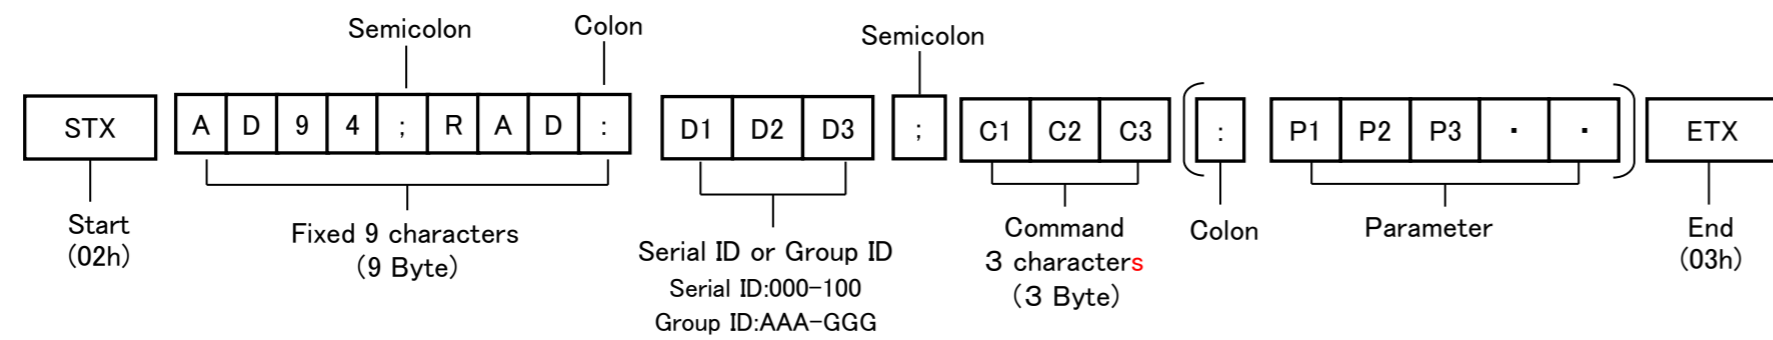 Semicolon Colon Semicolon
STX A D 9 4 ; R A D : D1 D2 D3 ; C1 C2 C3 ( : P1 P2 P3 ・ ・ ) ETX
Start
(02h)
Fixed 9 characters
(9 Byte)
Serial ID or Group ID
Serial ID:000-100
Group ID:AAA-GGG
Command
3 characters
(3 Byte)
Colon
Parameter
End
(03h)